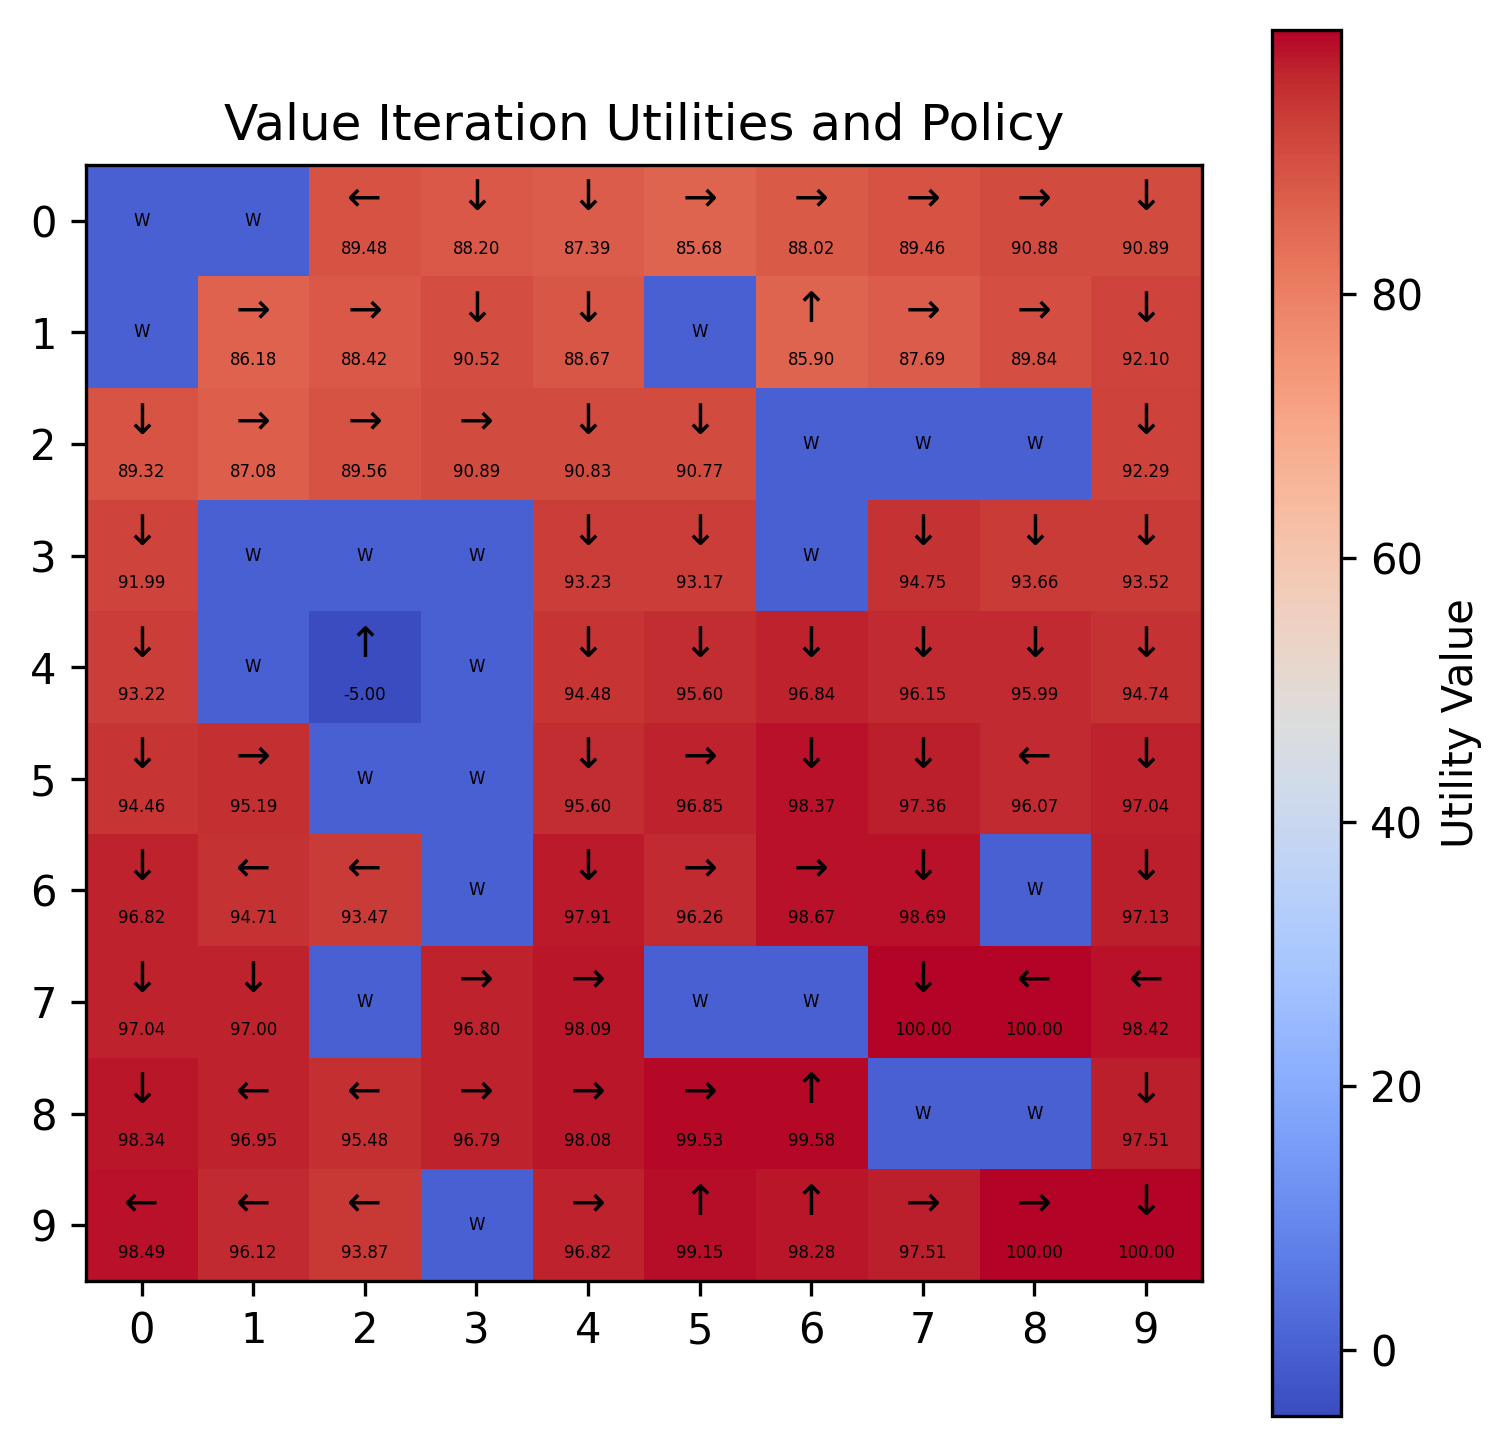 Value Iteration Utilities and Policy
0 W W ← ↓ ↓ → → → → ↓
89.48 88.20 87.39 85.68 88.02 89.46 90.88 90.89
1 W → → ↓ ↓ W ↑ → → ↓
86.18 88.42 90.52 88.67 85.90 87.69 89.84 92.10
2 ↓ → → → ↓ ↓ W W W ↓
89.32 87.08 89.56 90.89 90.83 90.77 92.29
3 ↓ W W W ↓ ↓ W ↓ ↓ ↓
91.99 93.23 93.17 94.75 93.66 93.52
4 ↓ W ↑ W ↓ ↓ ↓ ↓ ↓ ↓
93.22 -5.00 94.48 95.60 96.84 96.15 95.99 94.74
5 ↓ → W W ↓ → ↓ ↓ ← ↓
94.46 95.19 95.60 96.85 98.37 97.36 96.07 97.04
6 ↓ ← ← W ↓ → → ↓ W ↓
96.82 94.71 93.47 97.91 96.26 98.67 98.69 97.13
7 ↓ ↓ W → → W W ↓ ← ←
97.04 97.00 96.80 98.09 100.00 100.00 98.42
8 ↓ ← ← → → → ↑ W W ↓
98.34 96.95 95.48 96.79 98.08 99.53 99.58 97.51
9 ← ← ← W → ↑ ↑ → → ↓
98.49 96.12 93.87 96.82 99.15 98.28 97.51 100.00 100.00
0 1 2 3 4 5 6 7 8 9
80
60
40
20
0
Utility Value